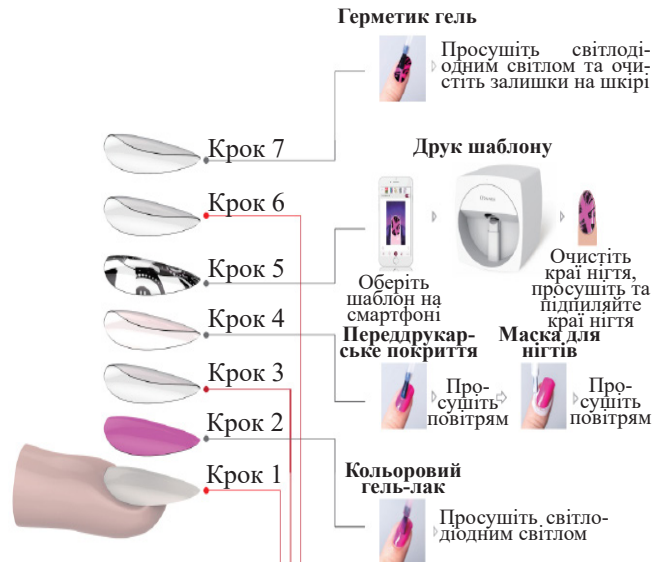 Герметик гель
Просушіть світлоді-
одним світлом та очи-
стіть залишки на шкірі
Крок 7
Друк шаблону
Крок 6
Крок 5
Оберіть
шаблон на
смартфоні
Очистіть
краї нігтя,
просушіть та
підпиляйте
краї нігтя
Крок 4
Переддрукар-
ське покриття
Маска для
нігтів
Крок 3
Про-
сушіть
повітрям
Про-
сушіть
повітрям
Крок 2
Крок 1
Кольоровий
гель-лак
Просушіть світло-
діодним світлом